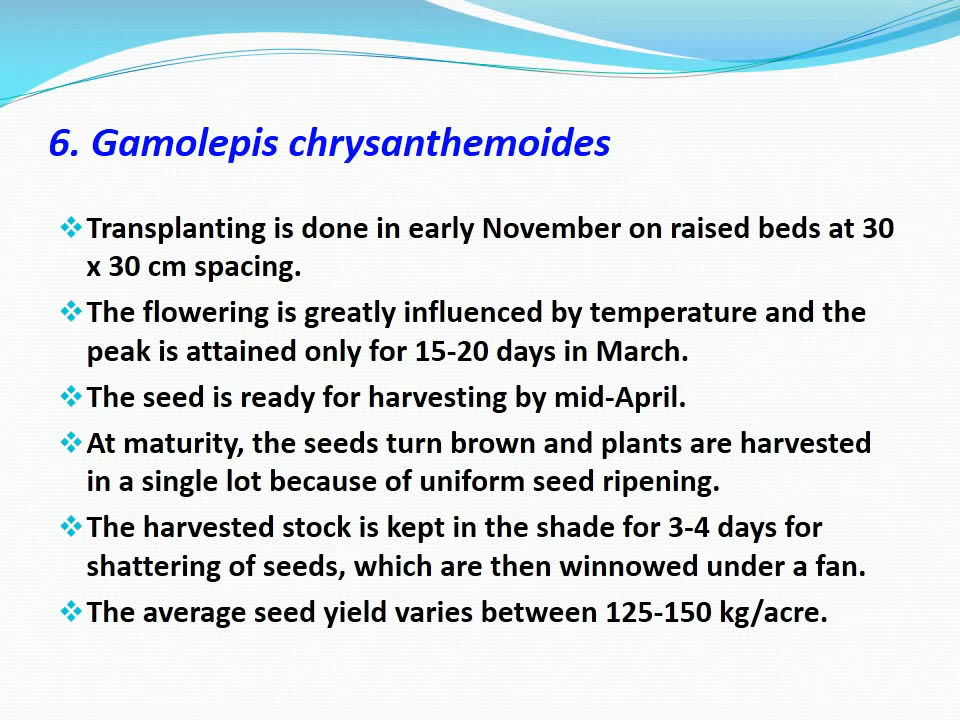 6. Gamolepis chrysanthemoides
❖Transplanting is done in early November on raised beds at 30
x 30 cm spacing.
❖The flowering is greatly influenced by temperature and the
peak is attained only for 15-20 days in March.
❖The seed is ready for harvesting by mid-April.
❖At maturity, the seeds turn brown and plants are harvested
in a single lot because of uniform seed ripening.
❖The harvested stock is kept in the shade for 3-4 days for
shattering of seeds, which are then winnowed under a fan.
❖The average seed yield varies between 125-150 kg/acre.